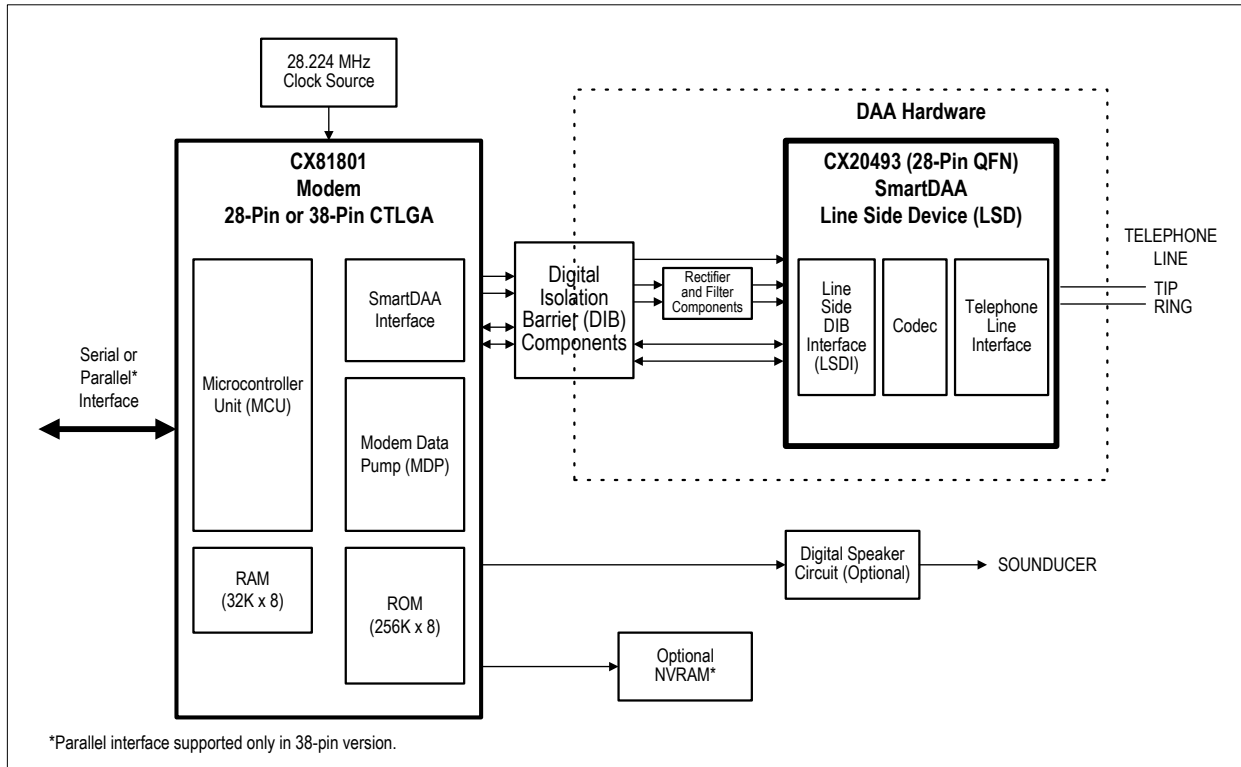 28.224 MHz
Clock Source
DAA Hardware
CX81801
Modem
28-Pin or 38-Pin CTLGA
CX20493 (28-Pin QFN)
SmartDAA
Line Side Device (LSD)
TELEPHONE
LINE
TIP
RING
Digital
Isolation
Barrier (DIB)
Components
Rectifier
and Filter
Components
SmartDAA
Interface
Line
Side
DIB
Interface
(LSDI)
Codec
Telephone
Line
Interface
Serial or
Parallel*
Interface
Microcontroller
Unit (MCU)
Modem Data
Pump (MDP)
RAM
(32K x 8)
ROM
(256K x 8)
Digital Speaker
Circuit (Optional)
SOUNDUCER
Optional
NVRAM*
*Parallel interface supported only in 38-pin version.